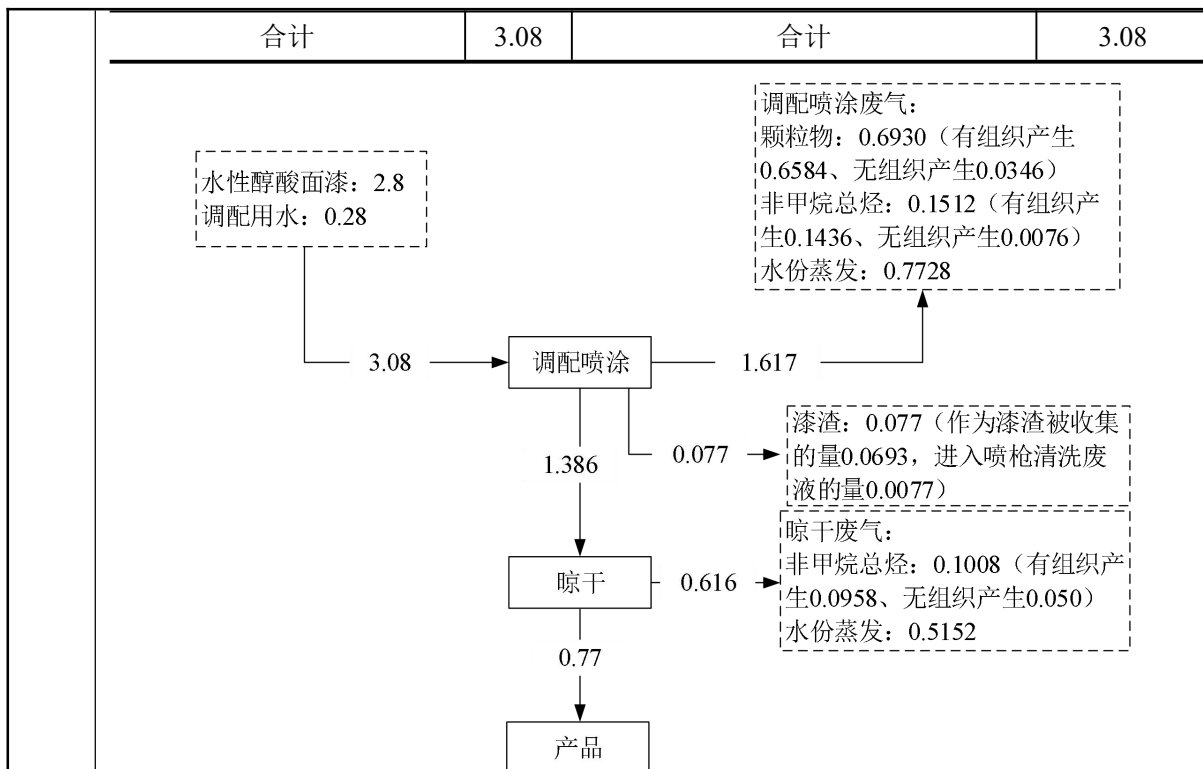 合计 3.08 合计 3.08
调配喷涂废气：
颗粒物：0.6930（有组织产生
0.6584、无组织产生0.0346）
非甲烷总烃：0.1512（有组织产
生0.1436、无组织产生0.0076）
水份蒸发：0.7728
水性醇酸面漆：2.8
调配用水：0.28
3.08
调配喷涂
1.617
漆渣：0.077（作为漆渣被收集
的量0.0693，进入喷枪清洗废
液的量0.0077）
0.077
1.386
晾干废气：
非甲烷总烃：0.1008（有组织产
生0.0958、无组织产生0.050）
水份蒸发：0.5152
晾干
0.616
0.77
产品